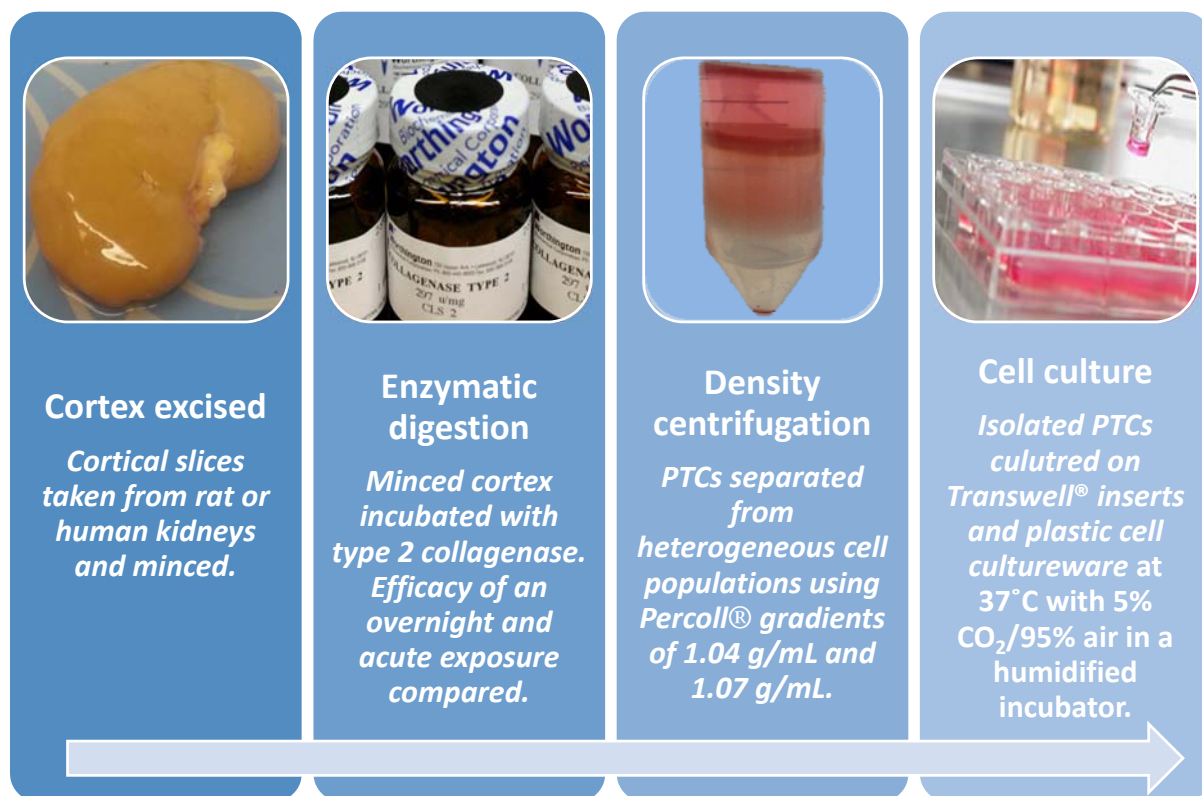 Worthington
Biochemical Corporation
Worthington
COLLAGENASE TYPE 2
297 u/mg
CLS 2
Cortex excised
Cortical slices
taken from rat or
human kidneys
and minced.
Enzymatic
digestion
Minced cortex
incubated with
type 2 collagenase.
Efficacy of an
overnight and
acute exposure
compared.
Density
centrifugation
PTCs separated
from
heterogeneous cell
populations using
Percoll® gradients
of 1.04 g/mL and
1.07 g/mL.
Cell culture
Isolated PTCs
culutred on
Transwell® inserts
and plastic cell
cultureware at
37˚C with 5%
CO₂/95% air in a
humidified
incubator.